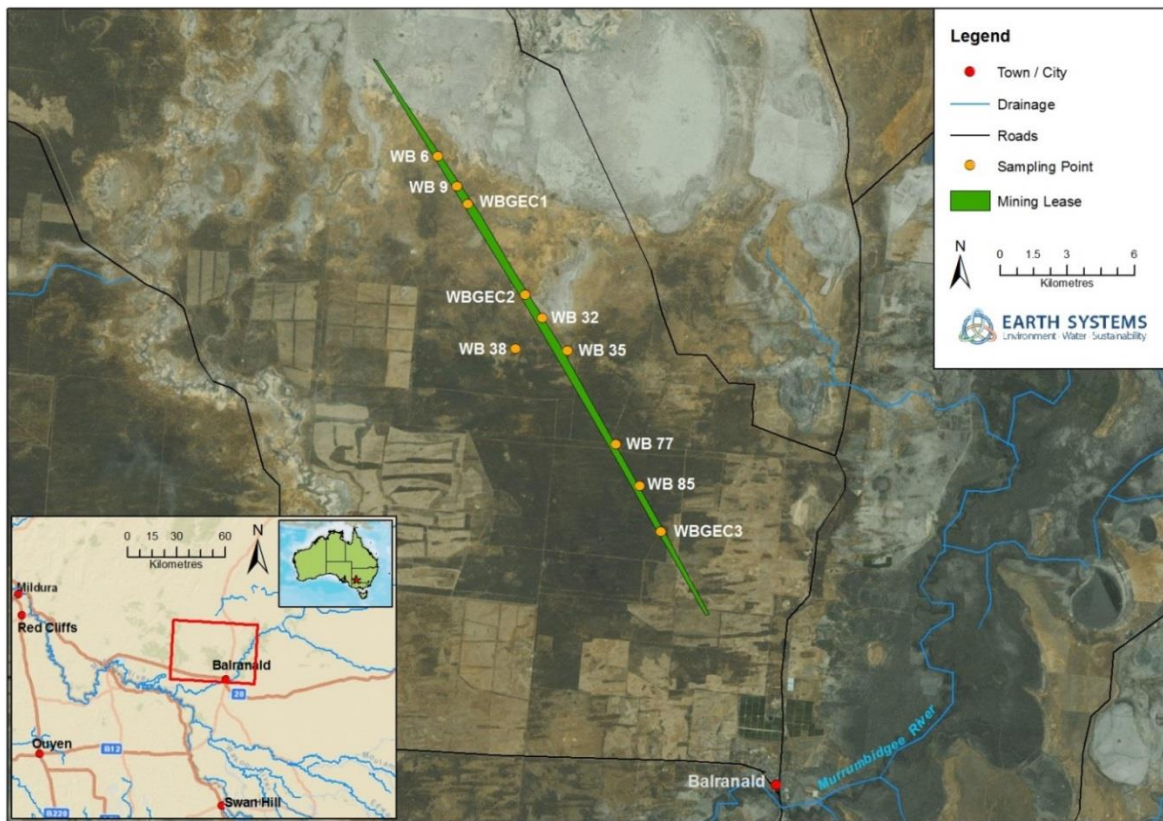 Legend
Town / City
Drainage
Roads
Sampling Point
Mining Lease
N
0 1.5 3 6
Kilometres
EARTH SYSTEMS
Environment · Water · Sustainability
WB 6
WB 9
WBGEC1
WBGEC2
WB 32
WB 38
WB 35
WB 77
WB 85
WBGEC3
Balranald
Murrumbidgee River
N
0 30 60
Kilometres
Mildura
Red Cliffs
Balranald
20
Ouyen
B12
Swan Hill
B220